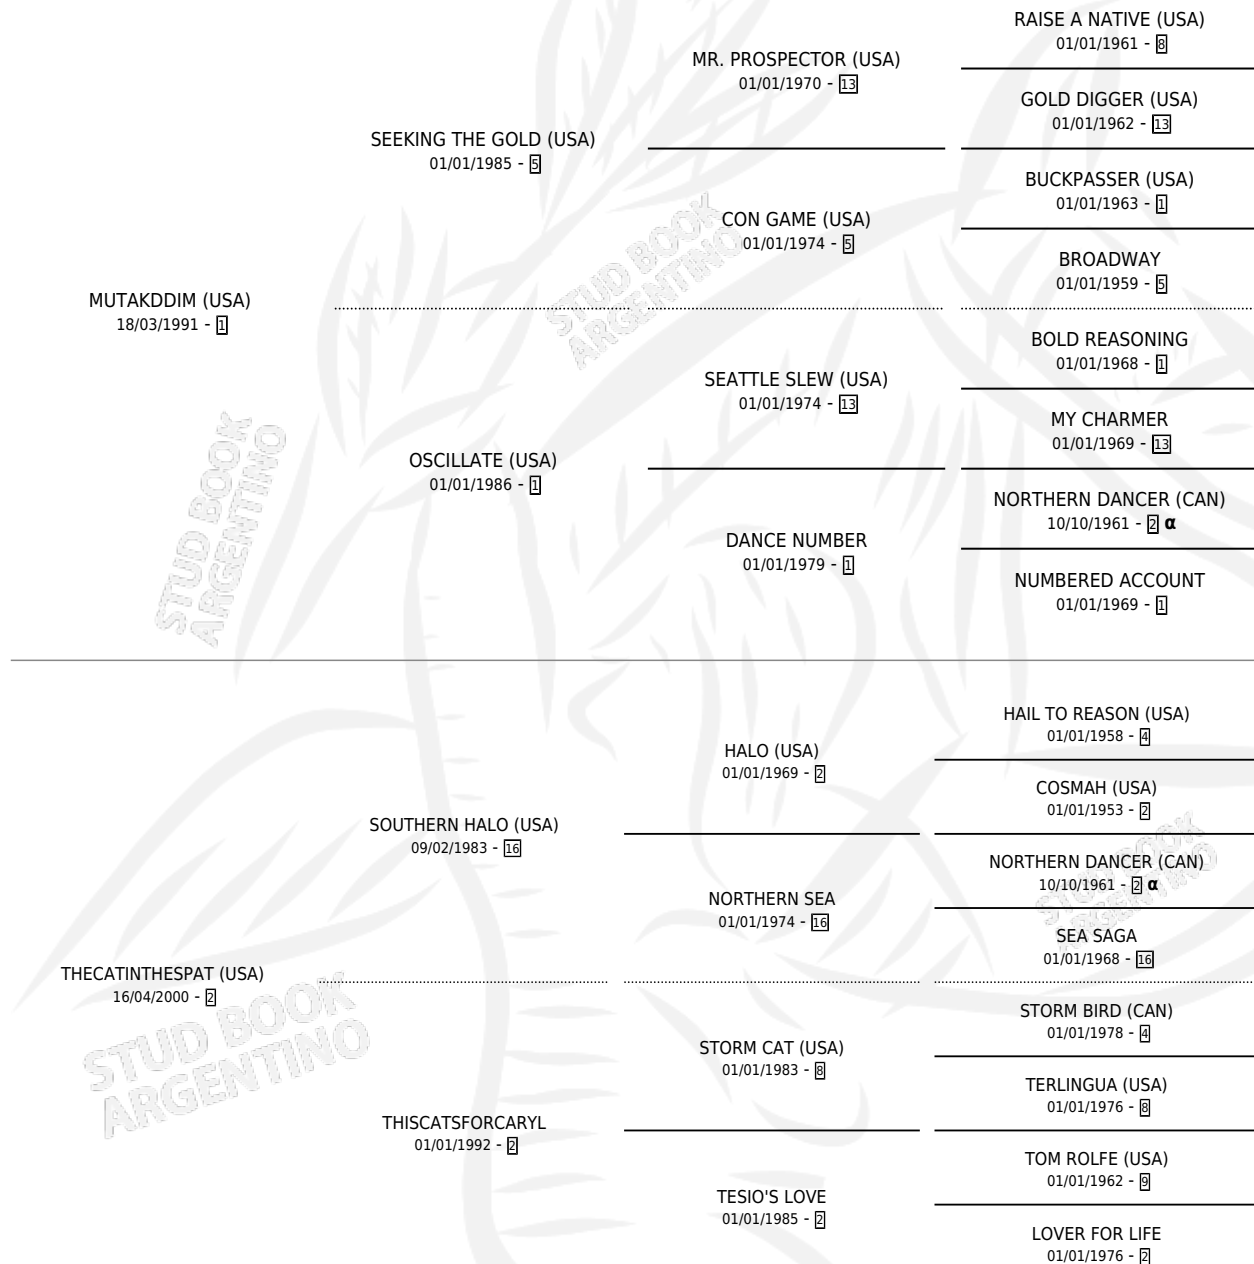 RAISE A NATIVE (USA)
01/01/1961 - 8
MR. PROSPECTOR (USA)
01/01/1970 - 13
GOLD DIGGER (USA)
01/01/1962 - 13
SEEKING THE GOLD (USA)
01/01/1985 - 5
BUCKPASSER (USA)
01/01/1963 - 1
CON GAME (USA)
01/01/1974 - 5
BROADWAY
01/01/1959 - 5
MUTAKDDIM (USA)
18/03/1991 - 1
BOLD REASONING
01/01/1968 - 1
SEATTLE SLEW (USA)
01/01/1974 - 13
MY CHARMER
01/01/1969 - 13
OSCILLATE (USA)
01/01/1986 - 1
NORTHERN DANCER (CAN)
10/10/1961 - 2 α
DANCE NUMBER
01/01/1979 - 1
NUMBERED ACCOUNT
01/01/1969 - 1
HAIL TO REASON (USA)
01/01/1958 - 4
HALO (USA)
01/01/1969 - 2
COSMAH (USA)
01/01/1953 - 2
SOUTHERN HALO (USA)
09/02/1983 - 16
NORTHERN DANCER (CAN)
10/10/1961 - 2 α
NORTHERN SEA
01/01/1974 - 16
SEA SAGA
01/01/1968 - 16
THECATINTHESPAT (USA)
16/04/2000 - 2
STORM BIRD (CAN)
01/01/1978 - 4
STORM CAT (USA)
01/01/1983 - 8
TERLINGUA (USA)
01/01/1976 - 8
THISCATSFORCARYL
01/01/1992 - 2
TOM ROLFE (USA)
01/01/1962 - 9
TESIO'S LOVE
01/01/1985 - 2
LOVER FOR LIFE
01/01/1976 - 2
STUD BOOK
ARGENTINO
STUD BOOK
ARGENTINO
STUD BOOK
ARGENTINO
STUD BOOK
ARGENTINO